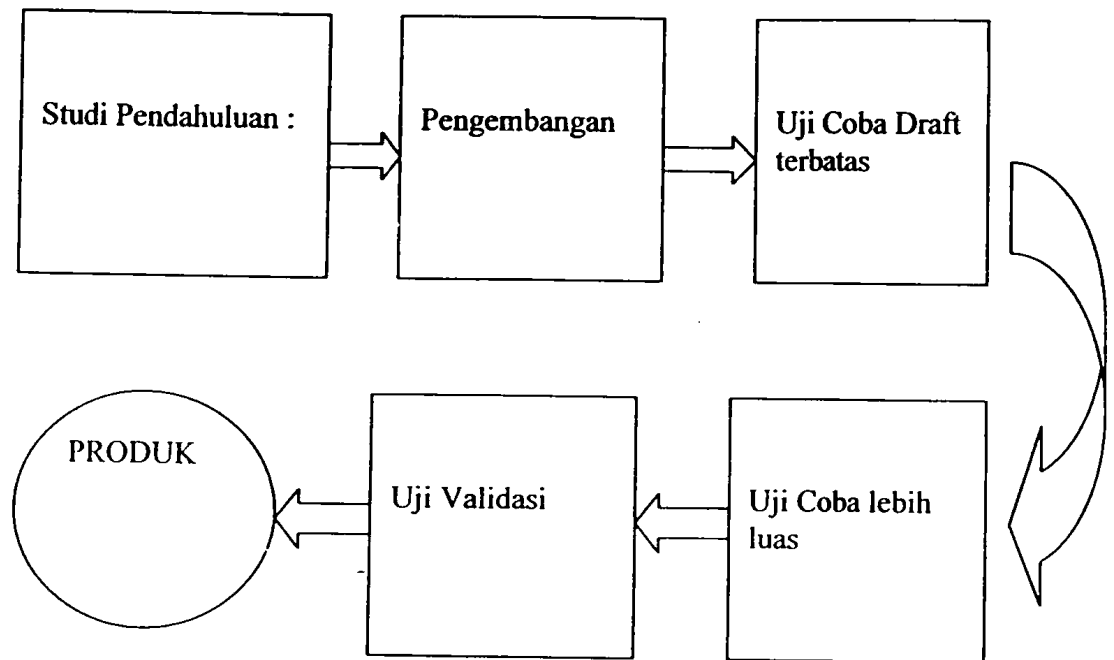 Studi Pendahuluan :
Pengembangan
Uji Coba Draft
terbatas
Uji Coba lebih
luas
Uji Validasi
PRODUK